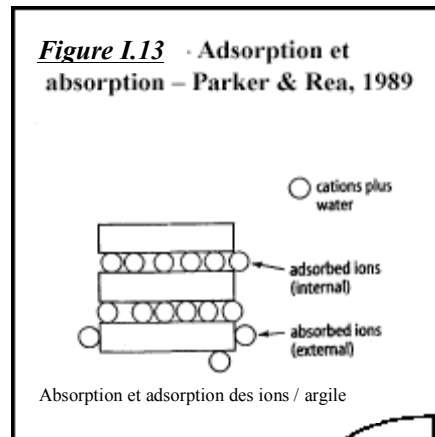 Figure I.13 Adsorption et
absorption – Parker & Rea, 1989
cations plus
water
adsorbed ions
(internal)
absorbed ions
(external)
Absorption et adsorption des ions / argile